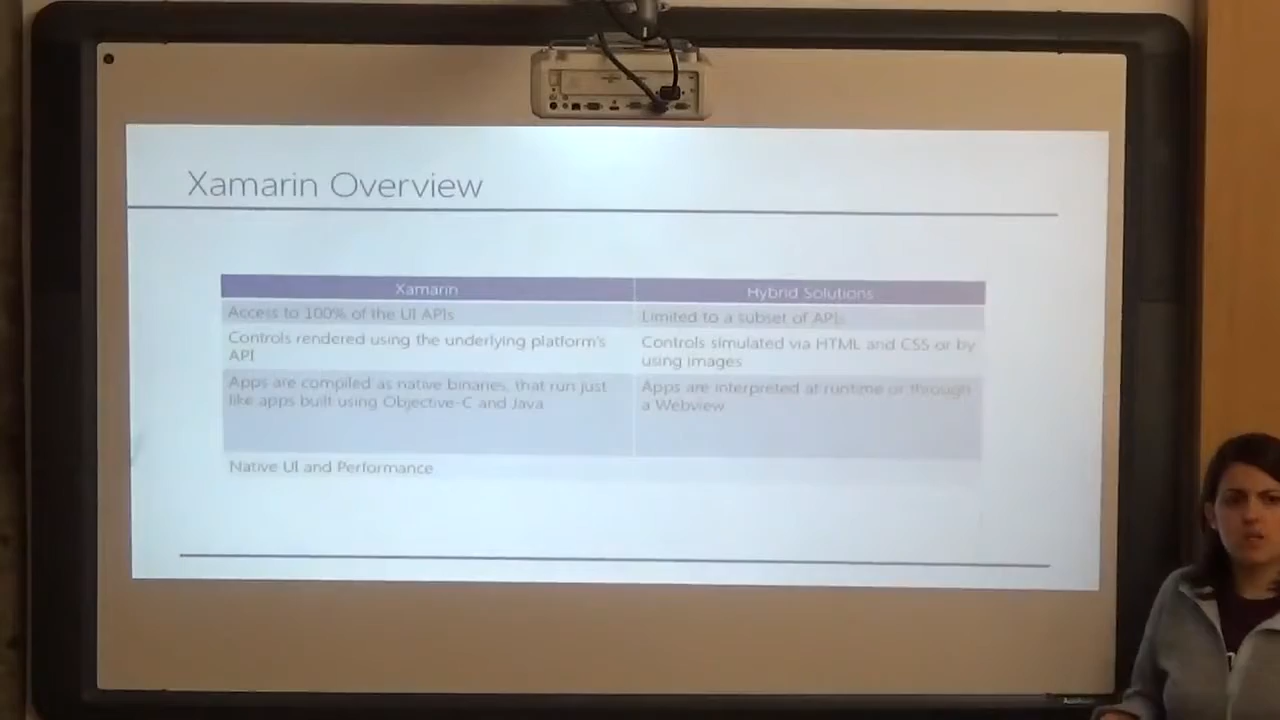 Xamarin Overview
Xamarin
Hybrid Solutions
Access to 100% of the UI APIs
Limited to a subset of APIs
Controls rendered using the underlying platform's
API
Controls simulated via HTML and CSS or by
using images
Apps are compiled as native binaries, that run just
like apps built using Objective-C and Java
Apps are interpreted at runtime or through
a Webview
Native UI and Performance